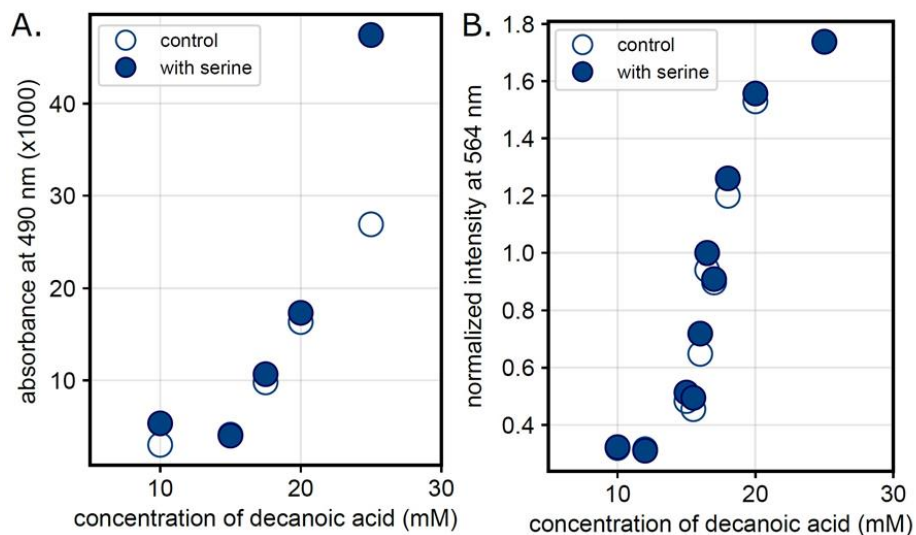 A.
control
with serine
absorbance at 490 nm (x1000)
40
30
20
10
10 20 30
concentration of decanoic acid (mM)
B.
control
with serine
normalized intensity at 564 nm
1.8
1.6
1.4
1.2
1.0
0.8
0.6
0.4
10 20 30
concentration of decanoic acid (mM)